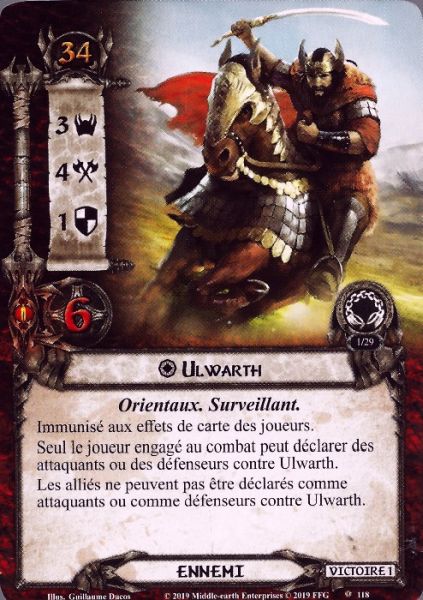 34
3
4
1
6
1/29
ULWARTH
Orientaux. Surveillant.
Immunisé aux effets de carte des joueurs.
Seul le joueur engagé au combat peut déclarer des
attaquants ou des défenseurs contre Ulwarth.
Les alliés ne peuvent pas être déclarés comme
attaquants ou comme défenseurs contre Ulwarth.
ENNEMI
VICTOIRE 1
Illus. Guillaume Ducos © 2019 Middle-earth Enterprises © 2019 FFG 118